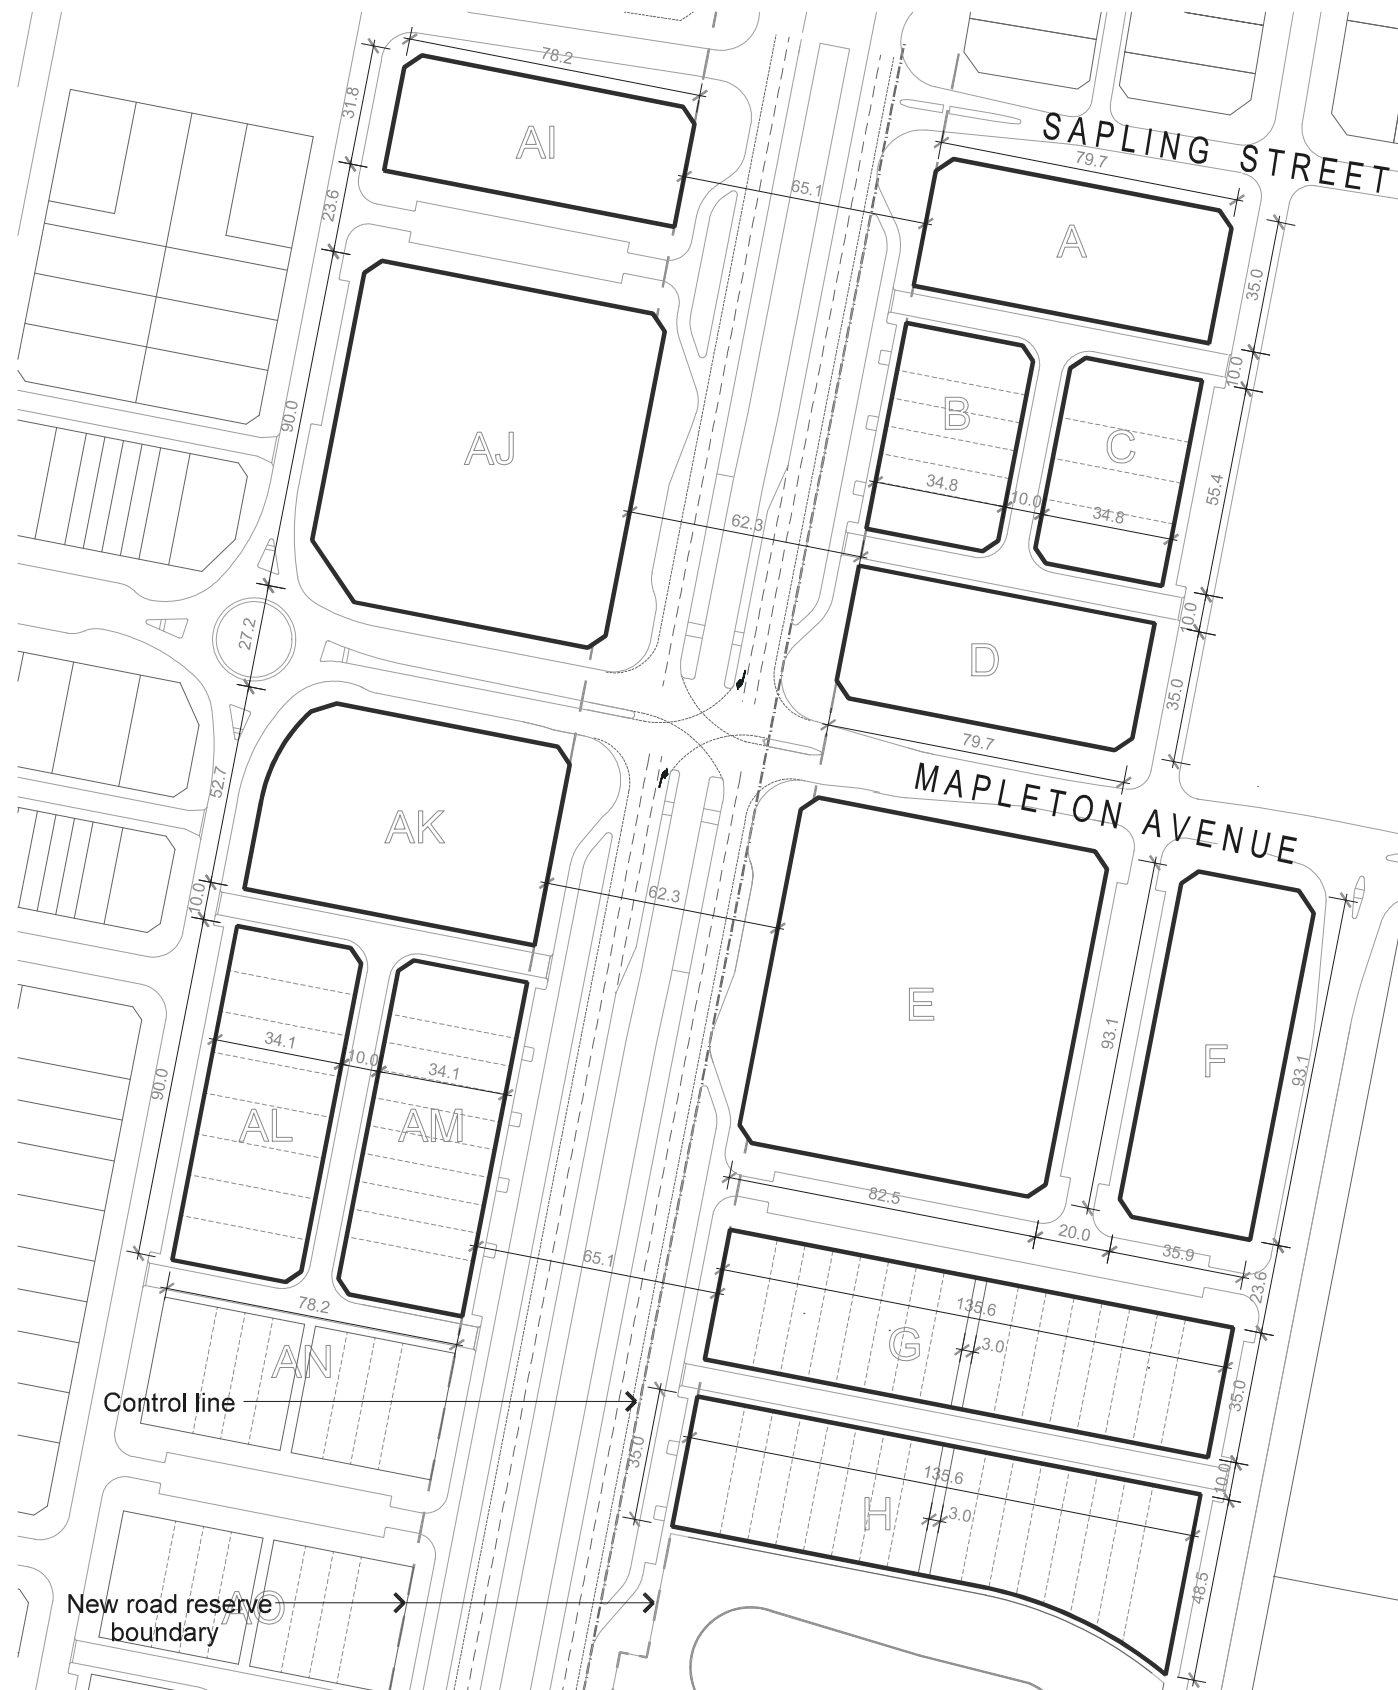 78.2
31.8
AI
SAPLING STREET
79.7
65.1
23.6
A
35.0
10.0
90.0
AJ
B
C
34.8
10.0
34.8
55.4
62.3
10.0
27.2
D
35.0
79.7
MAPLETON AVENUE
52.7
AK
62.3
10.0
E
93.1
F
93.1
34.1
10.0
34.1
90.0
AL
AM
82.5
20.0
35.9
65.1
23.6
78.2
135.6
G
3.0
AN
35.0
Control line
35.0
135.6
10.0
H
3.0
48.5
AO
New road reserve
boundary